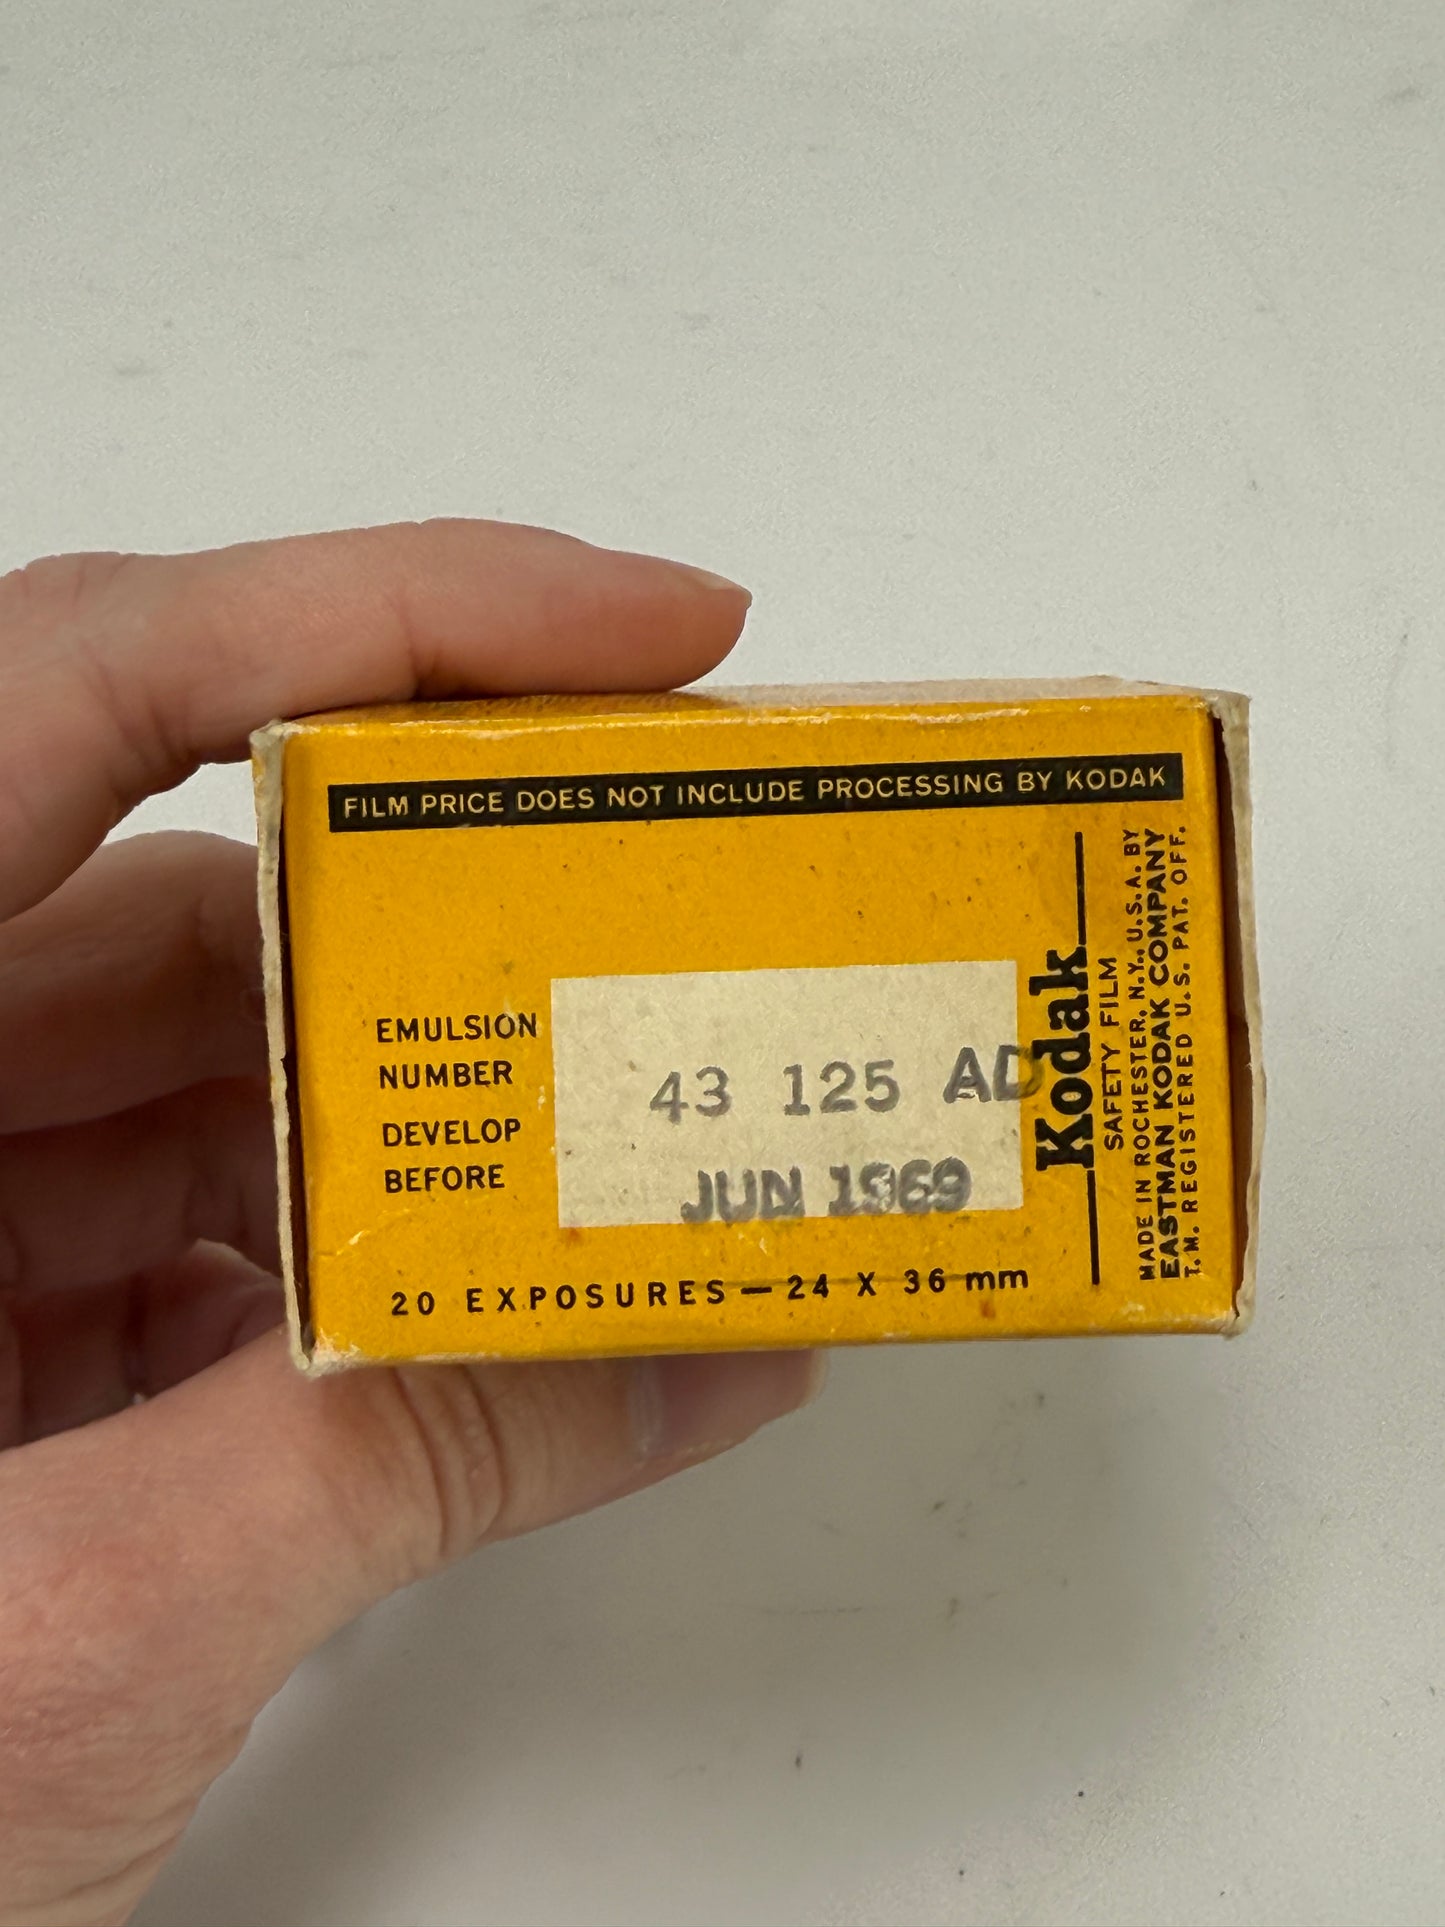 FILM PRICE DOES NOT INCLUDE PROCESSING BY KODAK
EMULSION
NUMBER
43 125 AD
DEVELOP
BEFORE
JUN 1969
20 EXPOSURES — 24 X 36 mm
Kodak
SAFETY FILM
MADE IN ROCHESTER, N.Y., U.S.A. BY
EASTMAN KODAK COMPANY
T.M. REGISTERED U.S. PAT. OFF.